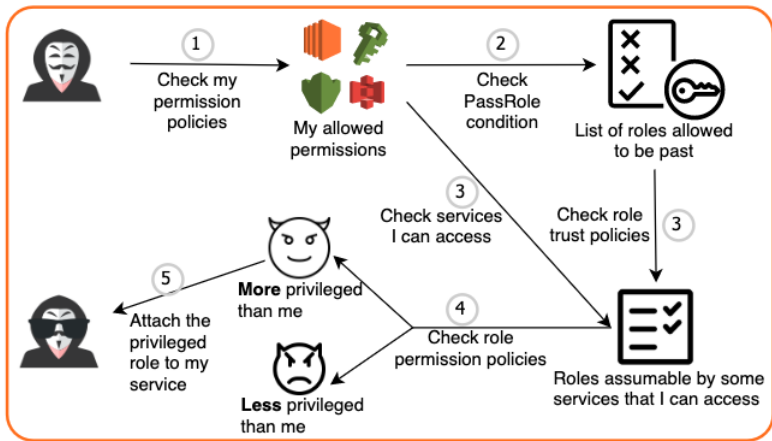 1
Check my
permission
policies
My allowed
permissions
2
Check
PassRole
condition
List of roles allowed
to be past
3
Check services
I can access
Check role
trust policies
3
Roles assumable by some
services that I can access
4
Check role
permission policies
More privileged
than me
Less privileged
than me
5
Attach the
privileged
role to my
service